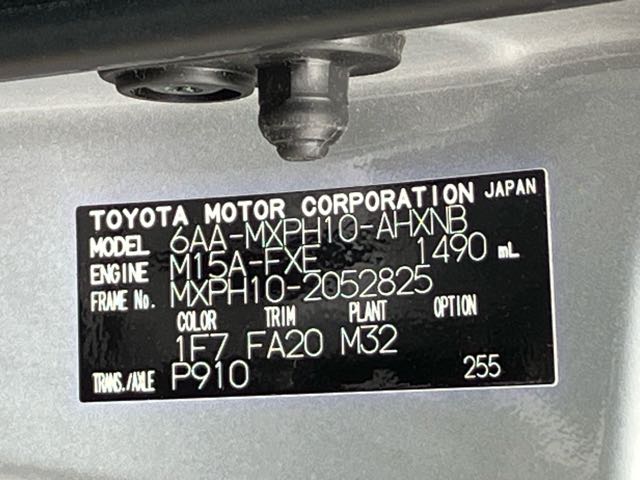 TOYOTA MOTOR CORPORATION JAPAN
MODEL 6AA-MXPH10-AHXNB
ENGINE M15A-FXE 1490 mL
FRAME No. MXPH10-2052825
COLOR TRIM PLANT OPTION
1F7 FA20 M32
TRANS./AXLE P910 255